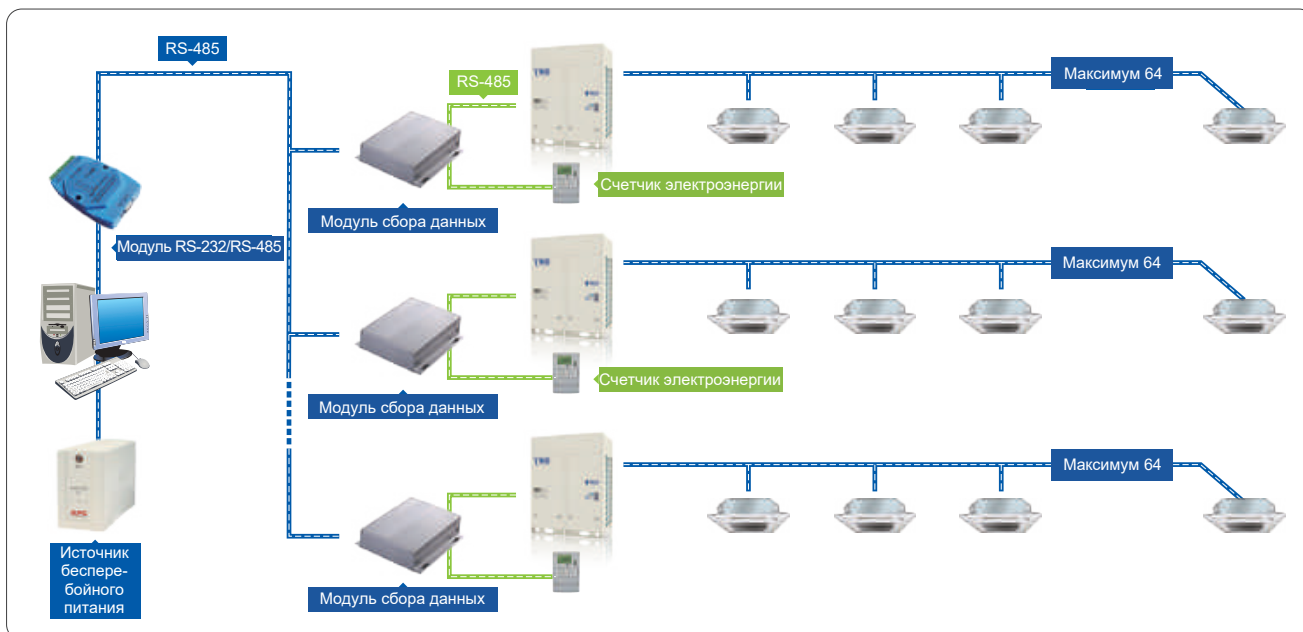 RS-485
RS-485
Максимум 64
Счетчик электроэнергии
Модуль сбора данных
Модуль RS-232/RS-485
Максимум 64
Счетчик электроэнергии
Модуль сбора данных
Максимум 64
Источник
беспере-
бойного
питания
Модуль сбора данных